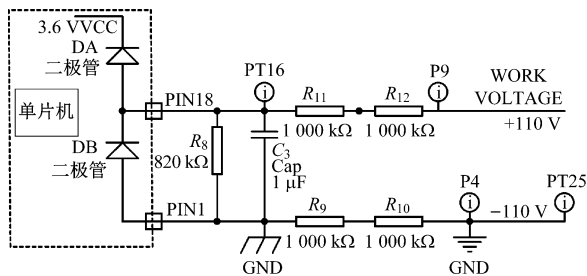 3.6 VVCC
DA
二极管
单片机
DB
二极管
PIN18
PIN1
R8
820 kΩ
PT16
C3
Cap
1 μF
GND
R11
1 000 kΩ
R12
1 000 kΩ
P9
WORK
VOLTAGE
+110 V
R9
1 000 kΩ
R10
1 000 kΩ
P4
GND
PT25
−110 V